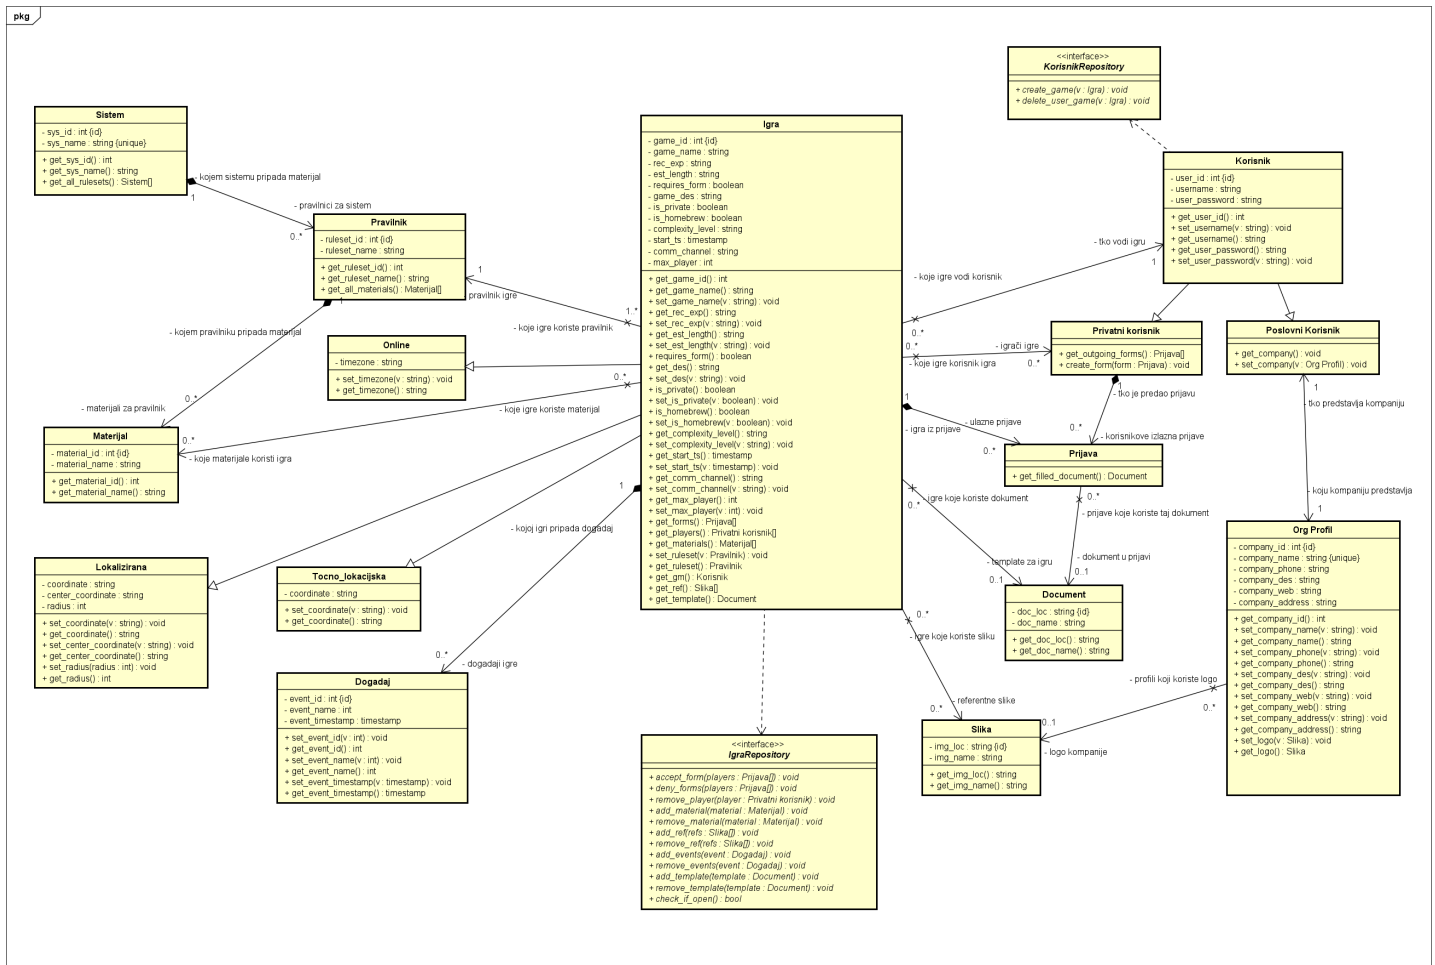 pkg
<<interface>>
KorisnikRepository
+ create_game(v : Igra) : void
+ delete_user_game(v : Igra) : void
Sistem
- sys_id : int {id}
- sys_name : string {unique}
+ get_sys_id() : int
+ get_sys_name() : string
+ get_all_rulesets() : Sistem[]
- kojem sistemu pripada materijal
1
- pravilnici za sistem
0..*
Pravilnik
- ruleset_id : int {id}
- ruleset_name : string
+ get_ruleset_id() : int
+ get_ruleset_name() : string
+ get_all_materials() : Materijal[]
1
1
pravilnik igre
1..*
- koje igre koriste pravilnik
- kojem pravilniku pripada materijal
Online
- timezone : string
+ set_timezone(v : string) : void
+ get_timezone() : string
0..*
- koje igre koriste materijal
0..*
- materijali za pravilnik
0..*
- koje materijale koristi igra
Materijal
- material_id : int {id}
- material_name : string
+ get_material_id() : int
+ get_material_name() : string
Igra
- game_id : int {id}
- game_name : string
- rec_exp : string
- est_length : string
- requires_form : boolean
- game_des : string
- is_private : boolean
- is_homebrew : boolean
- complexity_level : string
- start_ts : timestamp
- comm_channel : string
- max_player : int
+ get_game_id() : int
+ get_game_name() : string
+ set_game_name(v : string) : void
+ get_rec_exp() : string
+ set_rec_exp(v : string) : void
+ get_est_length() : string
+ set_est_length(v : string) : void
+ requires_form() : boolean
+ get_des() : string
+ set_des(v : string) : void
+ is_private() : boolean
+ set_is_private(v : boolean) : void
+ is_homebrew() : boolean
+ set_is_homebrew(v : boolean) : void
+ get_complexity_level() : string
+ set_complexity_level(v : string) : void
+ get_start_ts() : timestamp
+ set_start_ts(v : timestamp) : void
+ get_comm_channel() : string
+ set_comm_channel(v : string) : void
+ get_max_player() : int
+ set_max_player(v : int) : void
+ get_forms() : Prijava[]
+ get_players() : Privatni korisnik[]
+ get_materials() : Materijal[]
+ set_ruleset(v : Pravilnik) : void
+ get_ruleset() : Pravilnik
+ get_gm() : Korisnik
+ get_ref() : Slika[]
+ get_template() : Document
Korisnik
- user_id : int {id}
- username : string
- user_password : string
+ get_user_id() : int
+ set_username(v : string) : void
+ get_username() : string
+ get_user_password() : string
+ set_user_password(v : string) : void
- tko vodi igru
1
- koje igre vodi korisnik
0..*
0..*
- igrači igre
0..*
- koje igre korisnik igra
Privatni korisnik
+ get_outgoing_forms() : Prijava[]
+ create_form(form : Prijava) : void
Poslovni Korisnik
+ get_company() : void
+ set_company(v : Org Profil) : void
1
- tko predstavlja kompaniju
1
- tko je predao prijavu
1
- ulazne prijave
- igra iz prijave
0..*
0..*
- korisnikove izlazna prijave
Prijava
+ get_filled_document() : Document
0..*
- igre koje koriste dokument
0..*
- prijave koje koriste taj dokument
- koju kompaniju predstavlja
1
1
- kojoj igri pripada događaj
- template za igru
- dokument u prijavi
0..1
0..1
Lokalizirana
- coordinate : string
- center_coordinate : string
- radius : int
+ set_coordinate(v : string) : void
+ get_coordinate() : string
+ set_center_coordinate(v : string) : void
+ get_center_coordinate() : string
+ set_radius(radius : int) : void
+ get_radius() : int
Tocno_lokacijska
- coordinate : string
+ set_coordinate(v : string) : void
+ get_coordinate() : string
Document
- doc_loc : string {id}
- doc_name : string
+ get_doc_loc() : string
+ get_doc_name() : string
Org Profil
- company_id : int {id}
- company_name : string {unique}
- company_phone : string
- company_des : string
- company_web : string
- company_address : string
+ get_company_id() : int
+ set_company_name(v : string) : void
+ get_company_name() : string
+ set_company_phone(v : string) : void
+ get_company_phone() : string
+ set_company_des(v : string) : void
+ get_company_des() : string
+ set_company_web(v : string) : void
+ get_company_web() : string
+ set_company_address(v : string) : void
+ get_company_address() : string
+ set_logo(v : Slika) : void
+ get_logo() : Slika
0..*
- igre koje koriste sliku
0..*
- događaji igre
- profili koji koriste logo
0..*
- referentne slike
0..*
0..1
- logo kompanije
Događaj
- event_id : int {id}
- event_name : int
- event_timestamp : timestamp
+ set_event_id(v : int) : void
+ get_event_id() : int
+ set_event_name(v : int) : void
+ get_event_name() : int
+ set_event_timestamp(v : timestamp) : void
+ get_event_timestamp() : timestamp
Slika
- img_loc : string {id}
- img_name : string
+ get_img_loc() : string
+ get_img_name() : string
<<interface>>
IgraRepository
+ accept_form(players : Prijava[]) : void
+ deny_forms(players : Prijava[]) : void
+ remove_player(player : Privatni korisnik) : void
+ add_material(material : Materijal) : void
+ remove_material(material : Materijal) : void
+ add_ref(refs : Slika[]) : void
+ remove_ref(refs : Slika[]) : void
+ add_events(event : Događaj) : void
+ remove_events(event : Događaj) : void
+ add_template(template : Document) : void
+ remove_template(template : Document) : void
+ check_if_open() : bool